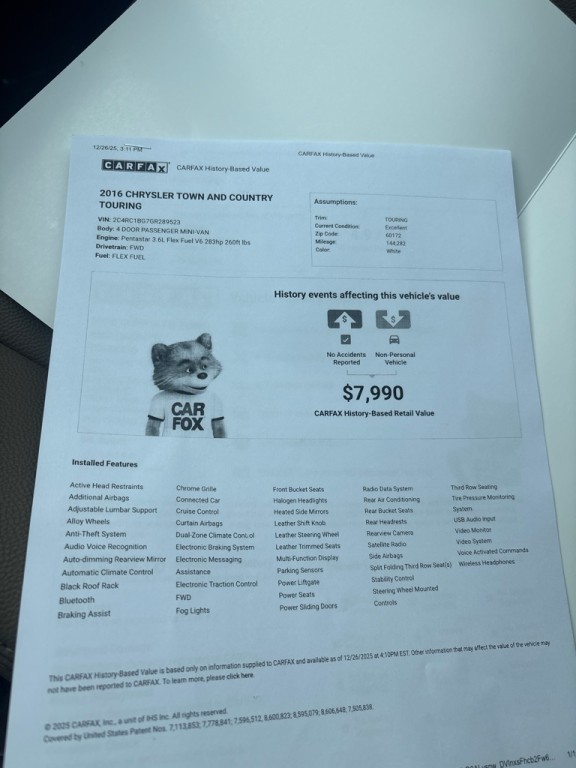 12/26/25, 3:11 PM
CARFAX History-Based Value
CARFAX CARFAX History-Based Value
2016 CHRYSLER TOWN AND COUNTRY
TOURING
VIN: 2C4RC1BG7GR289523
Body: 4 DOOR PASSENGER MINI-VAN
Engine: Pentastar 3.6L Flex Fuel V6 283hp 260ft lbs
Drivetrain: FWD
Fuel: FLEX FUEL
Assumptions:
Trim: TOURING
Current Condition: Excellent
Zip Code: 60172
Mileage: 144,283
Color: White
History events affecting this vehicle's value
No Accidents
Reported
Non-Personal
Vehicle
$7,990
CARFAX History-Based Retail Value
CAR
FOX
Installed Features
Active Head Restraints
Additional Airbags
Adjustable Lumbar Support
Alloy Wheels
Anti-Theft System
Audio Voice Recognition
Auto-dimming Rearview Mirror
Automatic Climate Control
Black Roof Rack
Bluetooth
Braking Assist
Chrome Grille
Connected Car
Cruise Control
Curtain Airbags
Dual-Zone Climate Control
Electronic Braking System
Electronic Messaging
Assistance
Electronic Traction Control
FWD
Fog Lights
Front Bucket Seats
Halogen Headlights
Heated Side Mirrors
Leather Shift Knob
Leather Steering Wheel
Leather Trimmed Seats
Multi-Function Display
Parking Sensors
Power Liftgate
Power Seats
Power Sliding Doors
Radio Data System
Rear Air Conditioning
Rear Bucket Seats
Rear Headrests
Rearview Camera
Satellite Radio
Side Airbags
Split Folding Third Row Seat(s)
Stability Control
Steering Wheel Mounted
Controls
Third Row Seating
Tire Pressure Monitoring
System
USB Audio Input
Video Monitor
Video System
Voice Activated Commands
Wireless Headphones
This CARFAX History-Based Value is based only on information supplied to CARFAX and available as of 12/26/2025 at 4:10PM EST. Other information that may affect the value of the vehicle may
not have been reported to CARFAX. To learn more, please click here.
© 2025 CARFAX, Inc., a unit of IHS Inc. All rights reserved.
Covered by United States Patent Nos. 7,113,853; 7,778,841; 7,596,512; 8,600,823; 8,595,079; 8,606,648; 7,505,838.
1/1